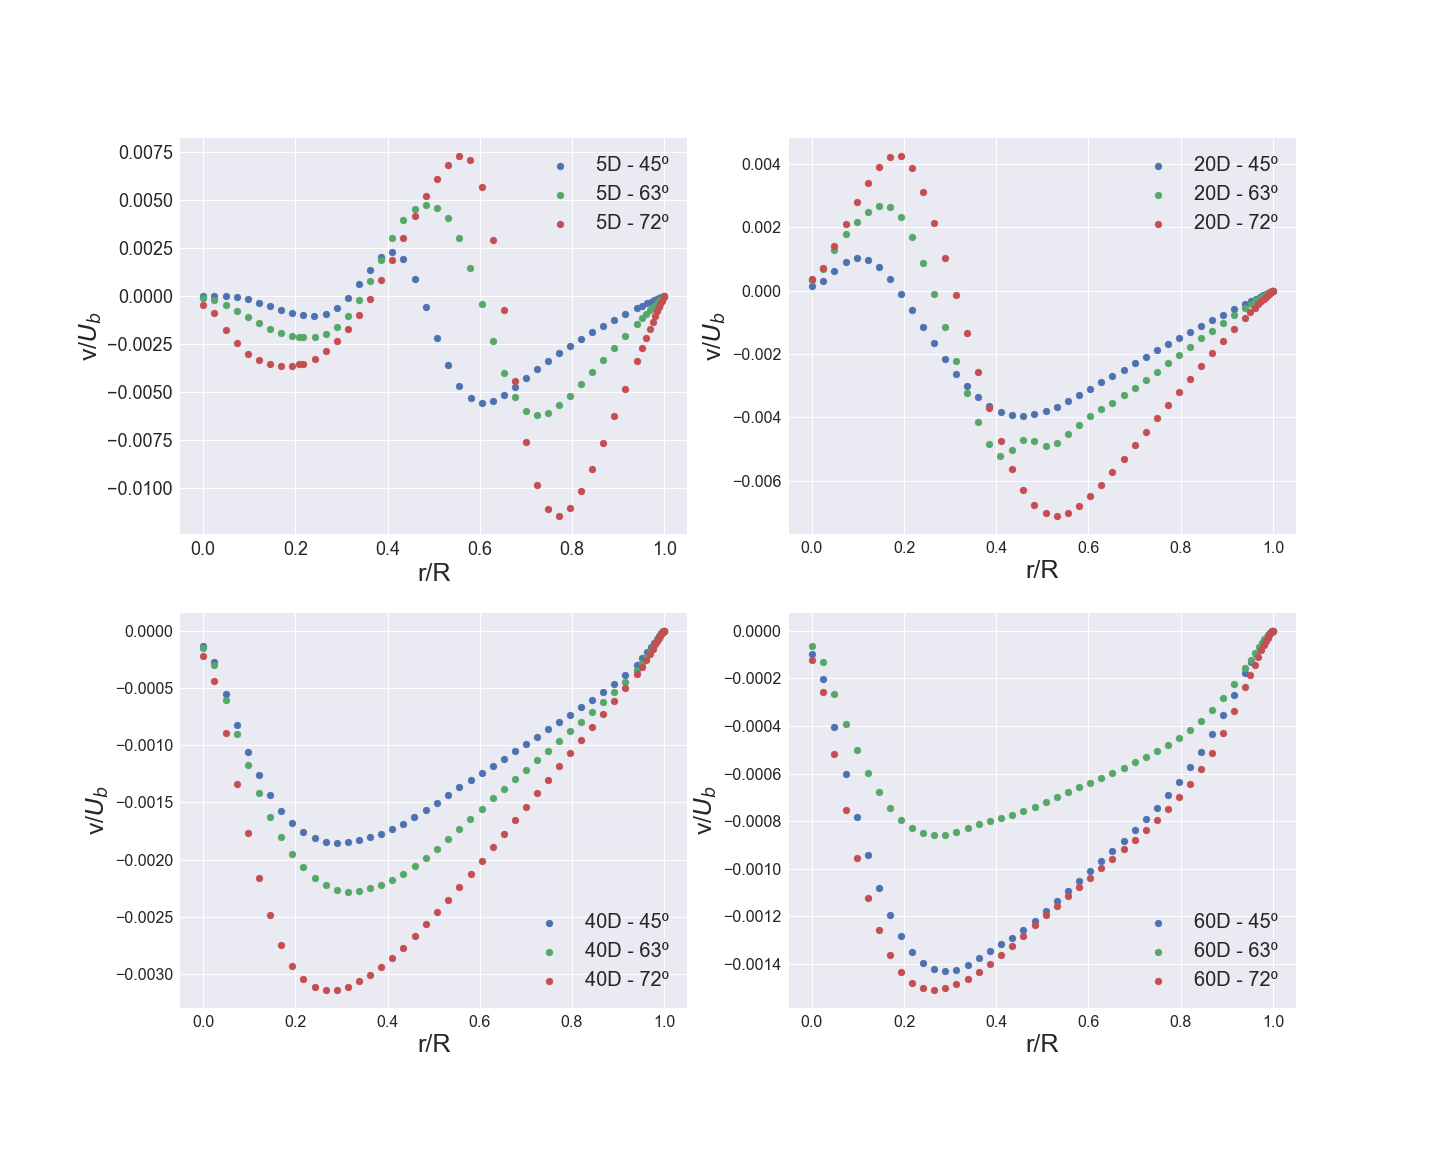 0.0075
0.0050
0.0025
0.0000
−0.0025
−0.0050
−0.0075
−0.0100
v/U_b
5D - 45º
5D - 63º
5D - 72º
0.0 0.2 0.4 0.6 0.8 1.0
r/R
0.004
0.002
0.000
−0.002
−0.004
−0.006
v/U_b
20D - 45º
20D - 63º
20D - 72º
0.0 0.2 0.4 0.6 0.8 1.0
r/R
0.0000
−0.0005
−0.0010
−0.0015
−0.0020
−0.0025
−0.0030
v/U_b
40D - 45º
40D - 63º
40D - 72º
0.0 0.2 0.4 0.6 0.8 1.0
r/R
0.0000
−0.0002
−0.0004
−0.0006
−0.0008
−0.0010
−0.0012
−0.0014
v/U_b
60D - 45º
60D - 63º
60D - 72º
0.0 0.2 0.4 0.6 0.8 1.0
r/R